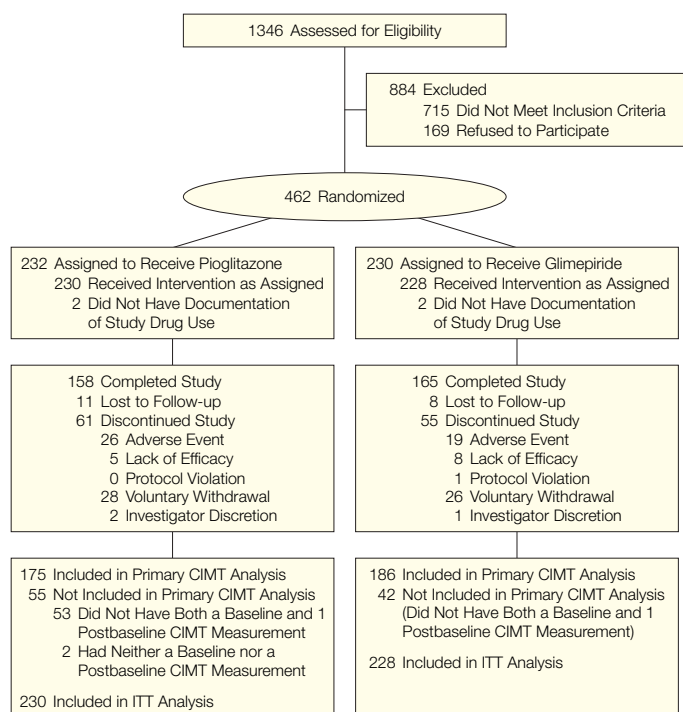 1346 Assessed for Eligibility
884 Excluded
715 Did Not Meet Inclusion Criteria
169 Refused to Participate
462 Randomized
232 Assigned to Receive Pioglitazone
230 Received Intervention as Assigned
2 Did Not Have Documentation
of Study Drug Use
230 Assigned to Receive Glimepiride
228 Received Intervention as Assigned
2 Did Not Have Documentation
of Study Drug Use
158 Completed Study
11 Lost to Follow-up
61 Discontinued Study
26 Adverse Event
5 Lack of Efficacy
0 Protocol Violation
28 Voluntary Withdrawal
2 Investigator Discretion
165 Completed Study
8 Lost to Follow-up
55 Discontinued Study
19 Adverse Event
8 Lack of Efficacy
1 Protocol Violation
26 Voluntary Withdrawal
1 Investigator Discretion
175 Included in Primary CIMT Analysis
55 Not Included in Primary CIMT Analysis
53 Did Not Have Both a Baseline and 1
Postbaseline CIMT Measurement
2 Had Neither a Baseline nor a
Postbaseline CIMT Measurement
230 Included in ITT Analysis
186 Included in Primary CIMT Analysis
42 Not Included in Primary CIMT Analysis
(Did Not Have Both a Baseline and 1
Postbaseline CIMT Measurement)
228 Included in ITT Analysis